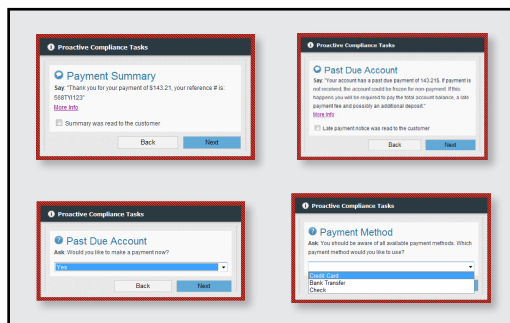 Proactive Compliance Tasks
Payment Summary
Say: "Thank you for your payment of $143.21, your reference # is:
568TYI123"
More Info
Summary was read to the customer
Back Next
Proactive Compliance Tasks
Past Due Account
Say: "Your account has a past due payment of 143.21$. If payment is
not received, the account could be frozen for non-payment. If this
happens you will be required to pay the total account balance, a late
payment fee and possibly an additional deposit."
More Info
Late payment notice was read to the customer
Back Next
Proactive Compliance Tasks
Past Due Account
Ask: Would you like to make a payment now?
Yes
Back Next
Proactive Compliance Tasks
Payment Method
Ask: You should be aware of all available payment methods. Which
payment method would you like to use?
Credit Card
Bank Transfer
Check